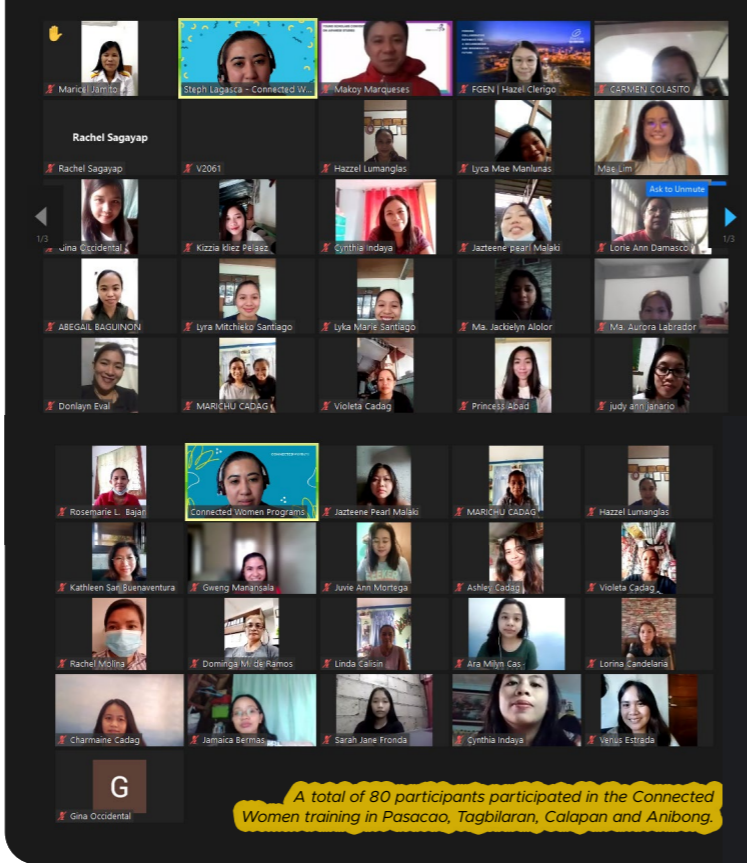 Maricel Jamito
Steph Lagasca - Connected W...
Makoy Marqueses
FGEN | Hazel Clerigo
CARMEN COLASITO
Rachel Sagayap
Rachel Sagayap
V2061
Hazzel Lumanglas
Lyca Mae Manlunas
Mae Lim
Ask to Unmute
1/3
Gina Occidental
Kizzia kliez Pelaez
Cynthia Indaya
Jazteene pearl Malaki
Lorie Ann Damasco
1/3
ABEGAIL BAGUINON
Lyra Mitchieko Santiago
Lyka Marie Santiago
Ma. Jackielyn Alolor
Ma. Aurora Labrador
Donlayn Eval
MARICHU CADAG
Violeta Cadag
Princess Abad
judy ann janario
Rosemarie L. Bajar
Connected Women Programs
Jazteene Pearl Malaki
MARICHU CADAG
Hazzel Lumanglas
Kathleen San Buenaventura
Gweng Manansala
Juvie Ann Mortega
Ashley Cadag
Violeta Cadag
Rachel Molina
Dominga M. de Ramos
Linda Calisin
Ara Milyn Cas
Lorina Candelaria
Charmaine Cadag
Jamaica Bermas
Sarah Jane Fronda
Cynthia Indaya
Venus Estrada
G
Gina Occidental
A total of 80 participants participated in the Connected
Women training in Pasacao, Tagbilaran, Calapan and Anibong.